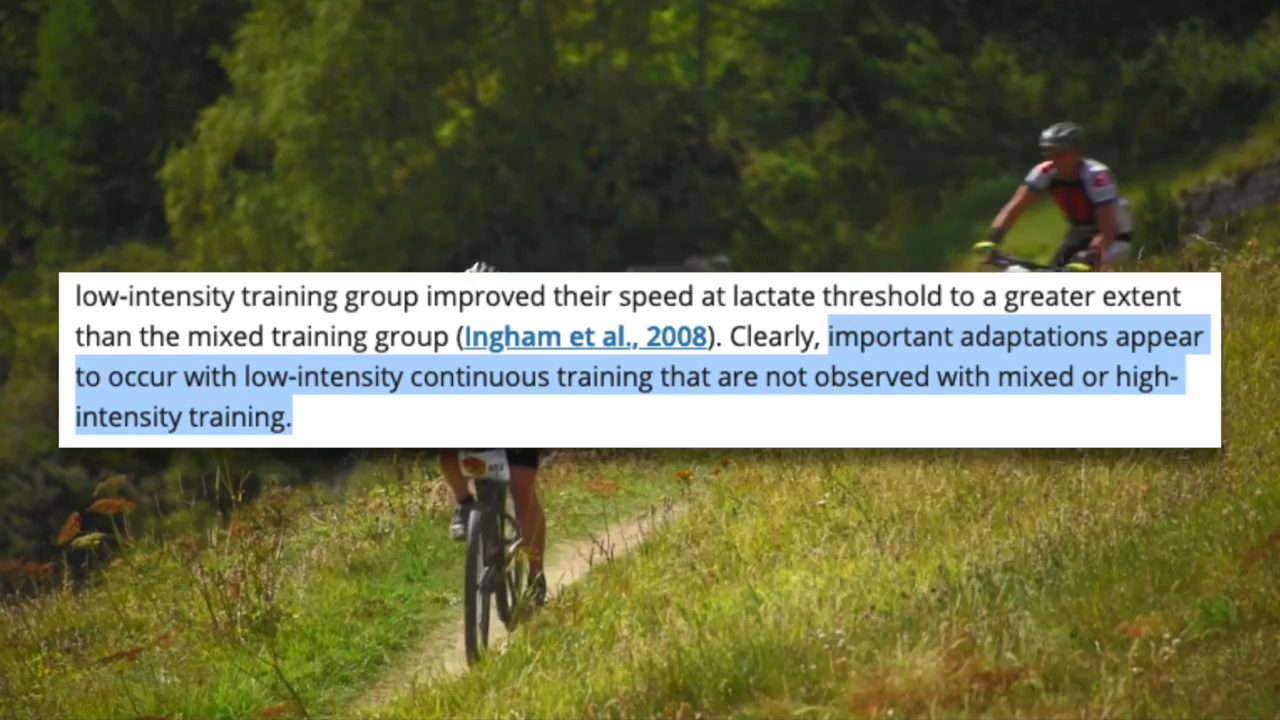 low-intensity training group improved their speed at lactate threshold to a greater extent
than the mixed training group (Ingham et al., 2008). Clearly, important adaptations appear
to occur with low-intensity continuous training that are not observed with mixed or high-
intensity training.